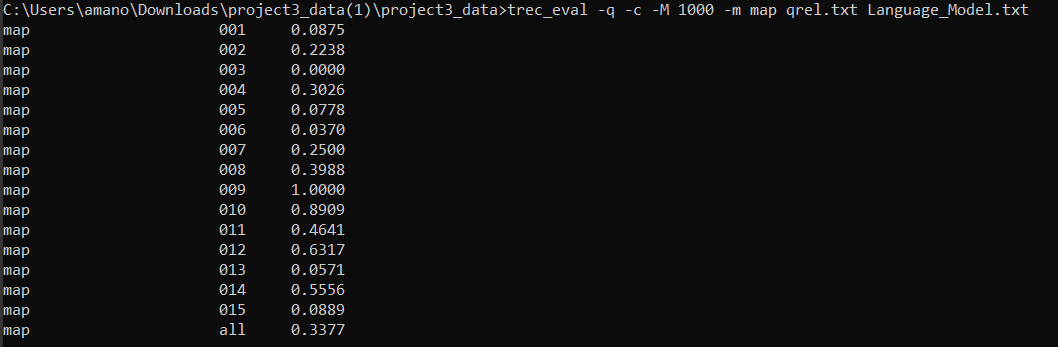 C:\Users\amano\Downloads\project3_data(1)\project3_data>trec_eval -q -c -M 1000 -m map qrel.txt Language_Model.txt
map 001 0.0875
map 002 0.2238
map 003 0.0000
map 004 0.3026
map 005 0.0778
map 006 0.0370
map 007 0.2500
map 008 0.3988
map 009 1.0000
map 010 0.8909
map 011 0.4641
map 012 0.6317
map 013 0.0571
map 014 0.5556
map 015 0.0889
map all 0.3377